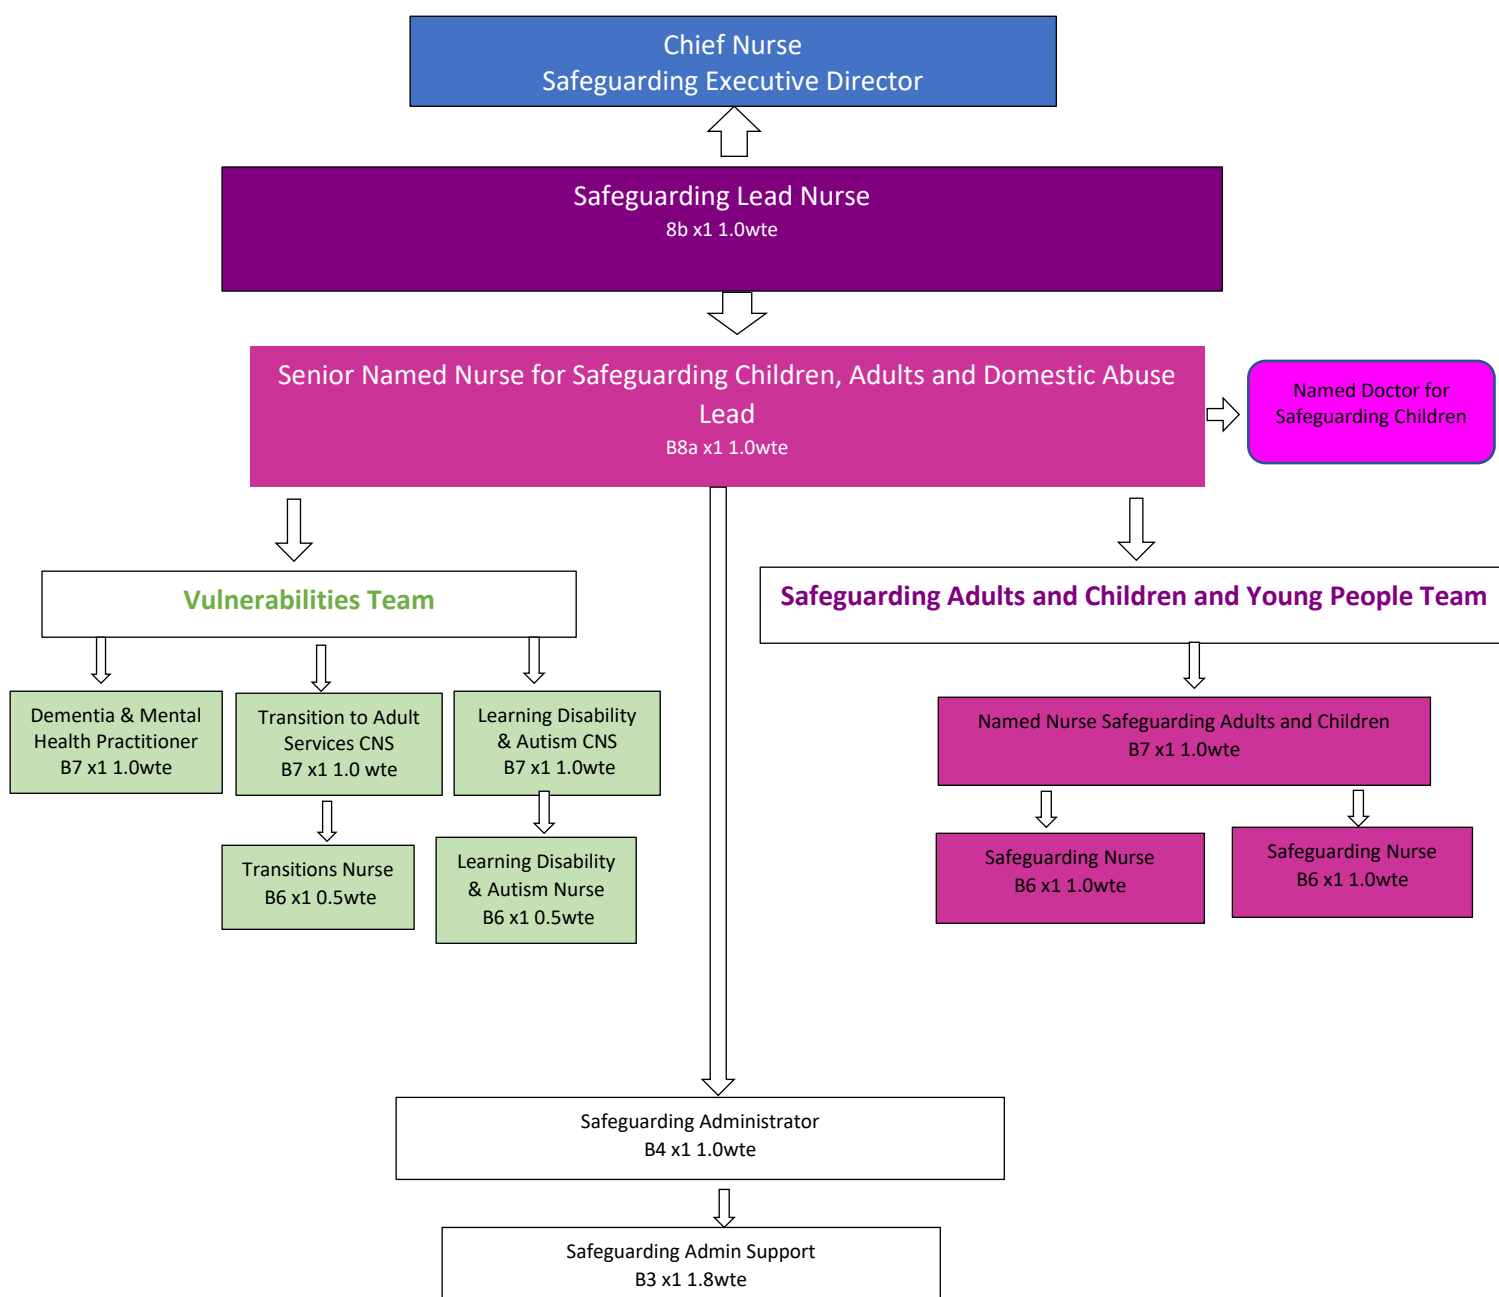 Chief Nurse
Safeguarding Executive Director
Safeguarding Lead Nurse
8b x1 1.0wte
Senior Named Nurse for Safeguarding Children, Adults and Domestic Abuse
Lead
B8a x1 1.0wte
Named Doctor for
Safeguarding Children
Vulnerabilities Team
Safeguarding Adults and Children and Young People Team
Dementia & Mental
Health Practitioner
B7 x1 1.0wte
Transition to Adult
Services CNS
B7 x1 1.0 wte
Learning Disability
& Autism CNS
B7 x1 1.0wte
Named Nurse Safeguarding Adults and Children
B7 x1 1.0wte
Transitions Nurse
B6 x1 0.5wte
Learning Disability
& Autism Nurse
B6 x1 0.5wte
Safeguarding Nurse
B6 x1 1.0wte
Safeguarding Nurse
B6 x1 1.0wte
Safeguarding Administrator
B4 x1 1.0wte
Safeguarding Admin Support
B3 x1 1.8wte